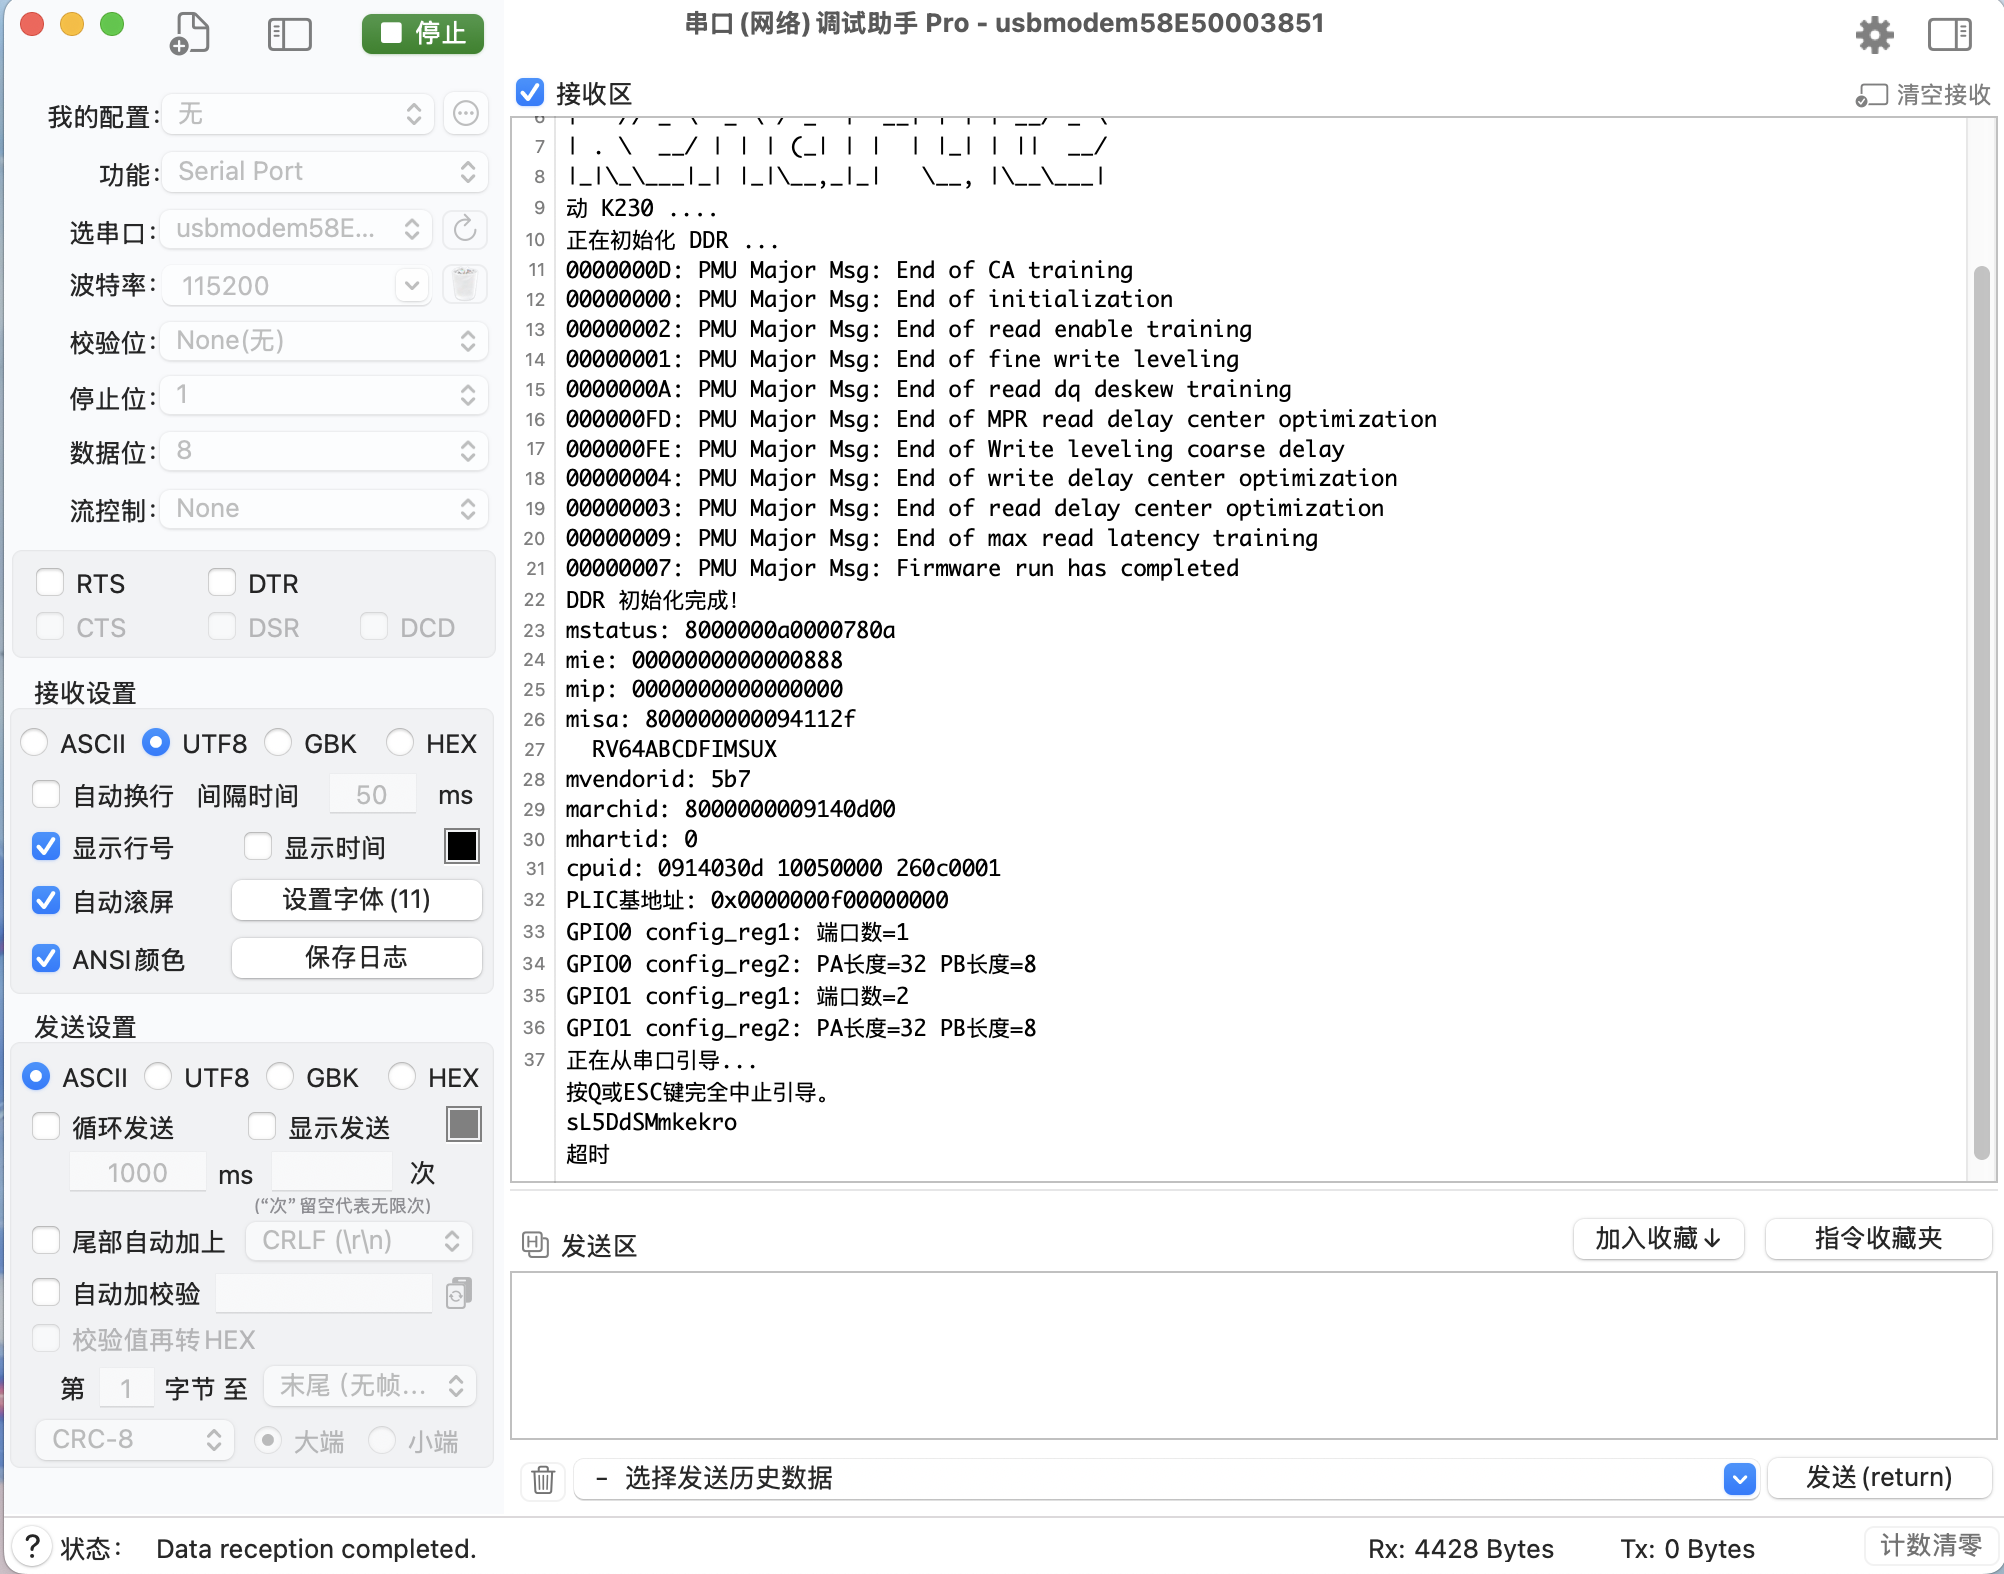 停止
串口(网络)调试助手 Pro - usbmodem58E50003851
我的配置: 无
功能: Serial Port
选串口: usbmodem58E...
波特率: 115200
校验位: None(无)
停止位: 1
数据位: 8
流控制: None
RTS DTR
CTS DSR DCD
接收设置
ASCII UTF8 GBK HEX
自动换行 间隔时间 50 ms
显示行号 显示时间
自动滚屏 设置字体(11)
ANSI颜色 保存日志
发送设置
ASCII UTF8 GBK HEX
循环发送 显示发送
1000 ms 次
(“次”留空代表无限次)
尾部自动加上 CRLF (\r\n)
自动加校验
校验值再转HEX
第 1 字节 至 末尾 (无帧...
CRC-8 大端 小端
接收区 清空接收
7 | . \  __/ | | | (_| | |  | |_| | ||  __/
8 |_|\_\___|_| |_|\__,_|_|   \__, |\__\___|
9 动 K230 ....
10 正在初始化 DDR ...
11 0000000D: PMU Major Msg: End of CA training
12 00000000: PMU Major Msg: End of initialization
13 00000002: PMU Major Msg: End of read enable training
14 00000001: PMU Major Msg: End of fine write leveling
15 0000000A: PMU Major Msg: End of read dq deskew training
16 000000FD: PMU Major Msg: End of MPR read delay center optimization
17 000000FE: PMU Major Msg: End of Write leveling coarse delay
18 00000004: PMU Major Msg: End of write delay center optimization
19 00000003: PMU Major Msg: End of read delay center optimization
20 00000009: PMU Major Msg: End of max read latency training
21 00000007: PMU Major Msg: Firmware run has completed
22 DDR 初始化完成!
23 mstatus: 8000000a0000780a
24 mie: 0000000000000888
25 mip: 0000000000000000
26 misa: 800000000094112f
27   RV64ABCDFIMSUX
28 mvendorid: 5b7
29 marchid: 8000000009140d00
30 mhartid: 0
31 cpuid: 0914030d 10050000 260c0001
32 PLIC基地址: 0x0000000f00000000
33 GPIO0 config_reg1: 端口数=1
34 GPIO0 config_reg2: PA长度=32 PB长度=8
35 GPIO1 config_reg1: 端口数=2
36 GPIO1 config_reg2: PA长度=32 PB长度=8
37 正在从串口引导...
按Q或ESC键完全中止引导。
sL5DdSMmkekro
超时
发送区 加入收藏↓ 指令收藏夹
- 选择发送历史数据 发送(return)
? 状态: Data reception completed. Rx: 4428 Bytes Tx: 0 Bytes 计数清零